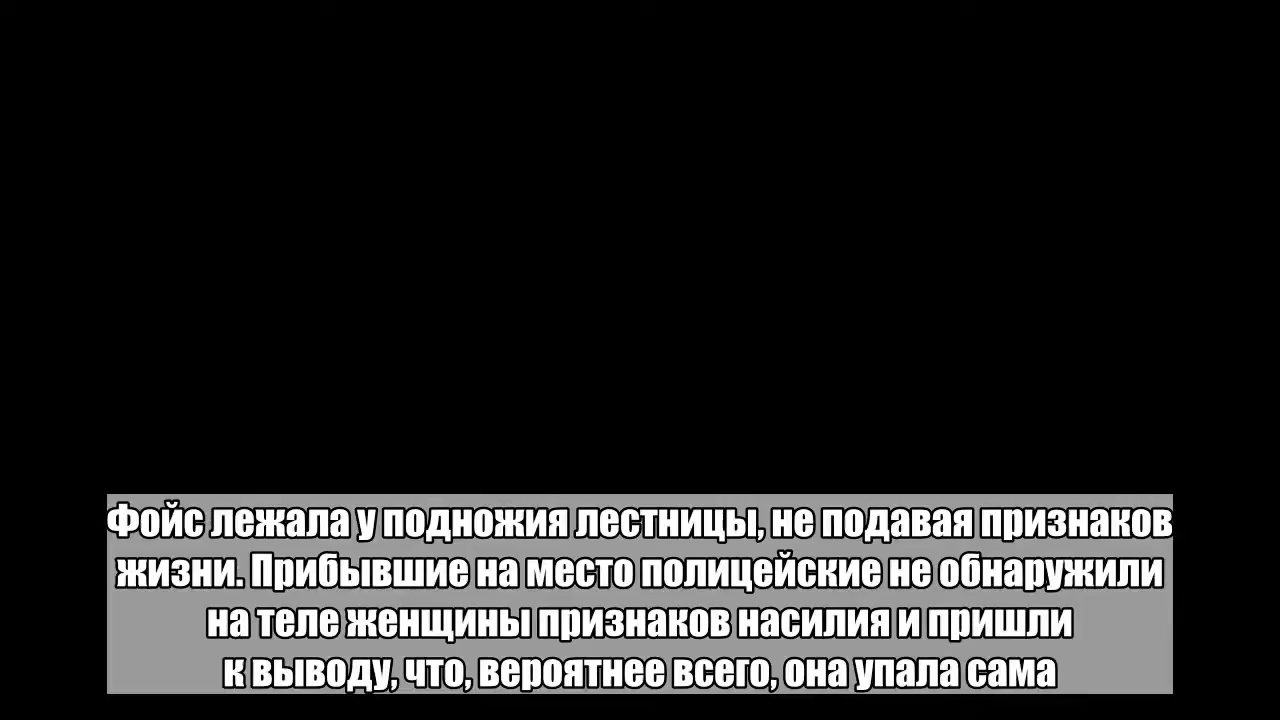 Фойс лежала у подножия лестницы, не подавая признаков
жизни. Прибывшие на место полицейские не обнаружили
на теле женщины признаков насилия и пришли
к выводу, что, вероятнее всего, она упала сама